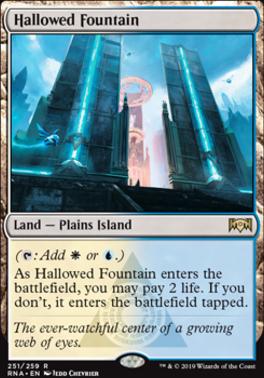 Hallowed Fountain
Land — Plains Island
(: Add or .)
As Hallowed Fountain enters the
battlefield, you may pay 2 life. If you
don't, it enters the battlefield tapped.
The ever-watchful center of a growing
web of eyes.
251/259 R
RNA • EN JEDD CHEVRIER
™ & © 2019 Wizards of the Coast